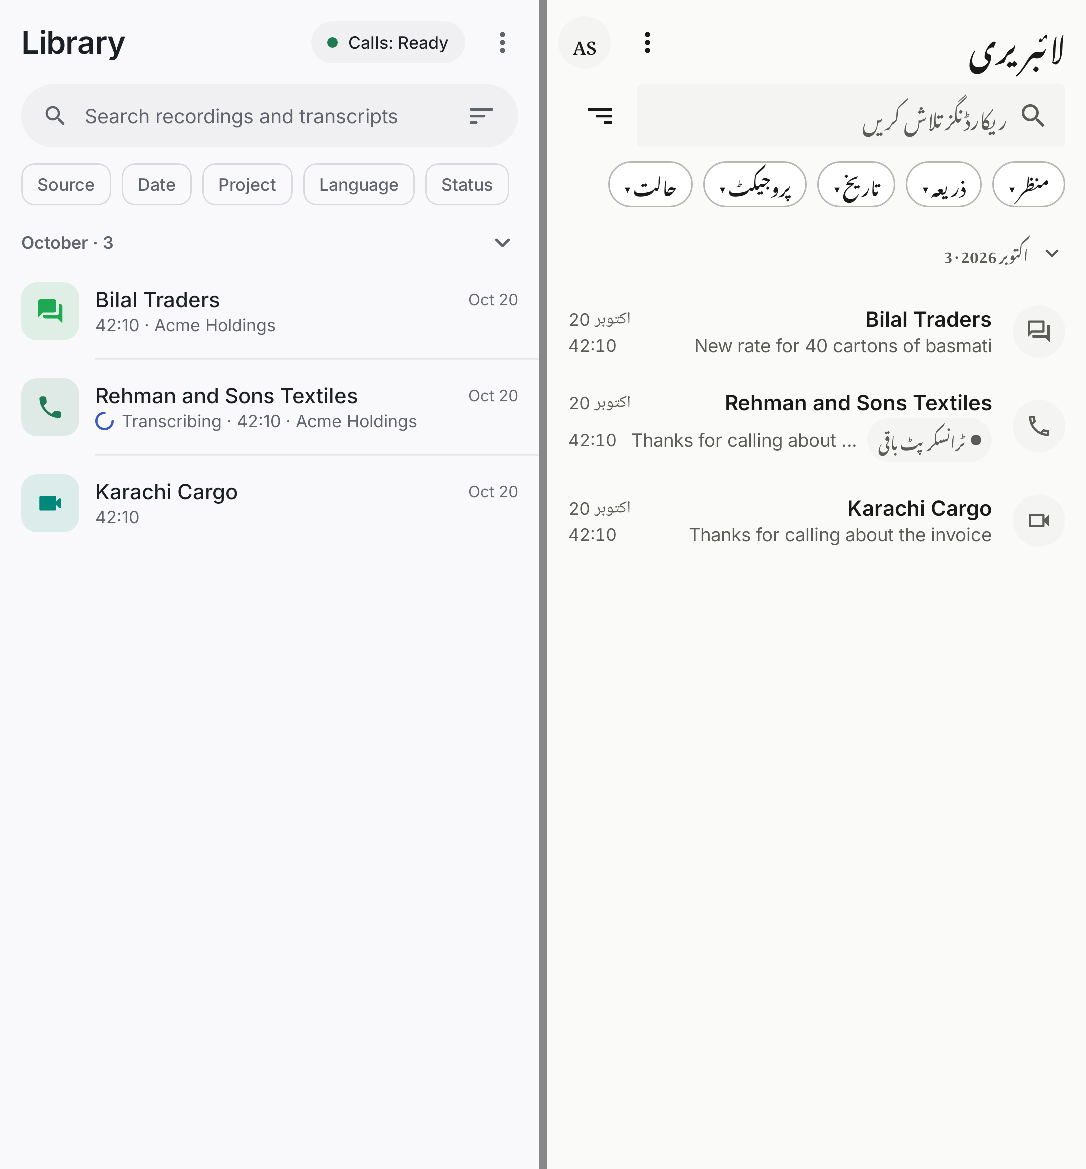 Library
Calls: Ready
Search recordings and transcripts
Source
Date
Project
Language
Status
October · 3
Bilal Traders
Oct 20
42:10 · Acme Holdings
Rehman and Sons Textiles
Oct 20
Transcribing · 42:10 · Acme Holdings
Karachi Cargo
Oct 20
42:10
لائبریری
AS
ریکارڈنگز تلاش کریں
منظر
ذریعہ
تاریخ
پروجیکٹ
حالت
اکتوبر 2026 · 3
Bilal Traders
20 اکتوبر
New rate for 40 cartons of basmati
42:10
Rehman and Sons Textiles
20 اکتوبر
ٹرانسکرپٹ باقی
Thanks for calling about ...
42:10
Karachi Cargo
20 اکتوبر
Thanks for calling about the invoice
42:10